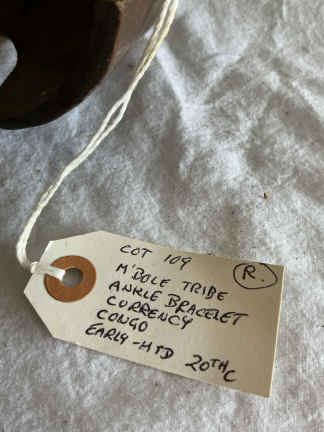 COT 109
R.
M'BOLE TRIBE
ANKLE BRACELET
CURRENCY
CONGO
EARLY-MID 20TH C